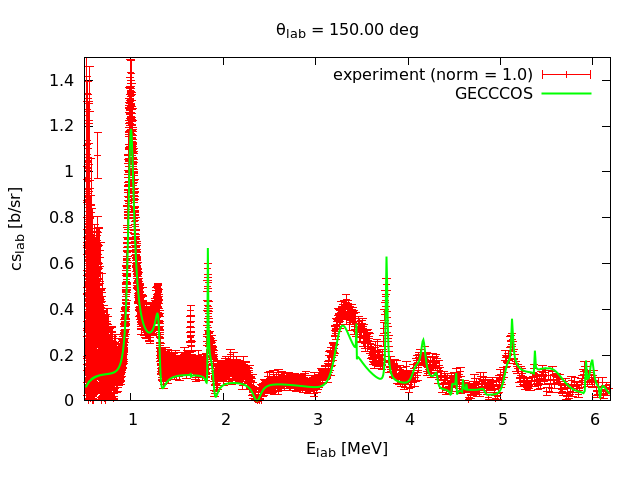 θlab = 150.00 deg
experiment (norm = 1.0)
GECCCOS
cslab [b/sr]
1.4
1.2
1
0.8
0.6
0.4
0.2
0
1 2 3 4 5 6
Elab [MeV]